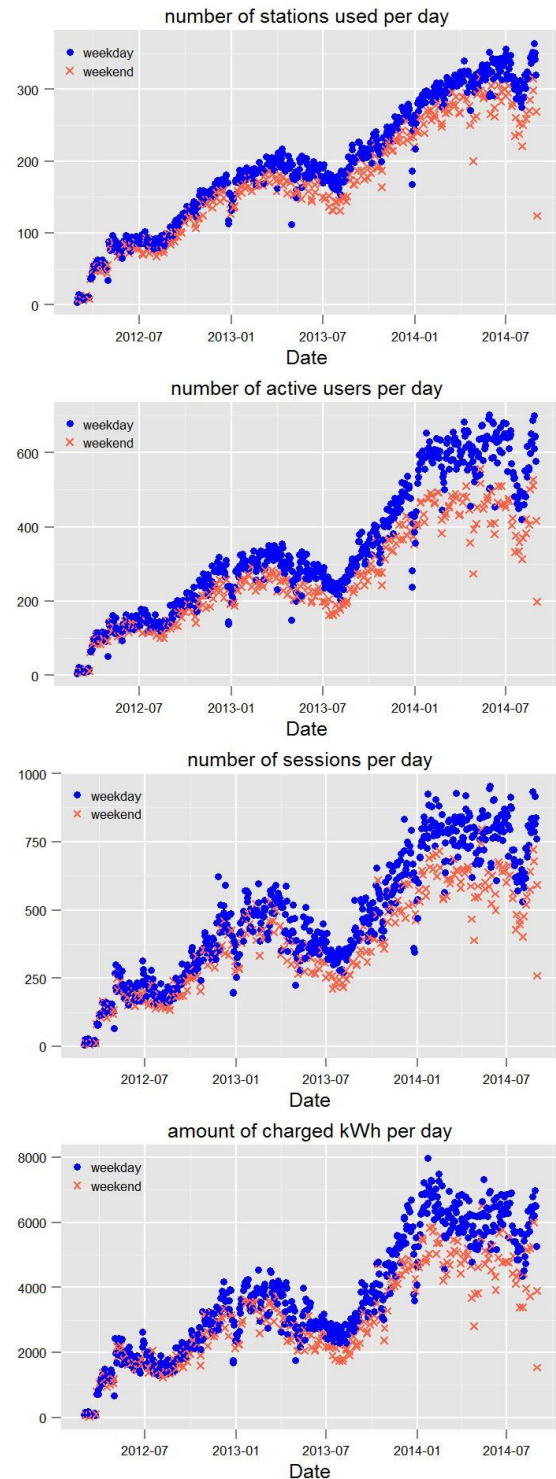 number of stations used per day
weekday
weekend
300
200
100
0
2012-07 2013-01 2013-07 2014-01 2014-07
Date
number of active users per day
weekday
weekend
600
400
200
0
2012-07 2013-01 2013-07 2014-01 2014-07
Date
number of sessions per day
1000
weekday
weekend
750
500
250
0
2012-07 2013-01 2013-07 2014-01 2014-07
Date
amount of charged kWh per day
8000
weekday
weekend
6000
4000
2000
0
2012-07 2013-01 2013-07 2014-01 2014-07
Date